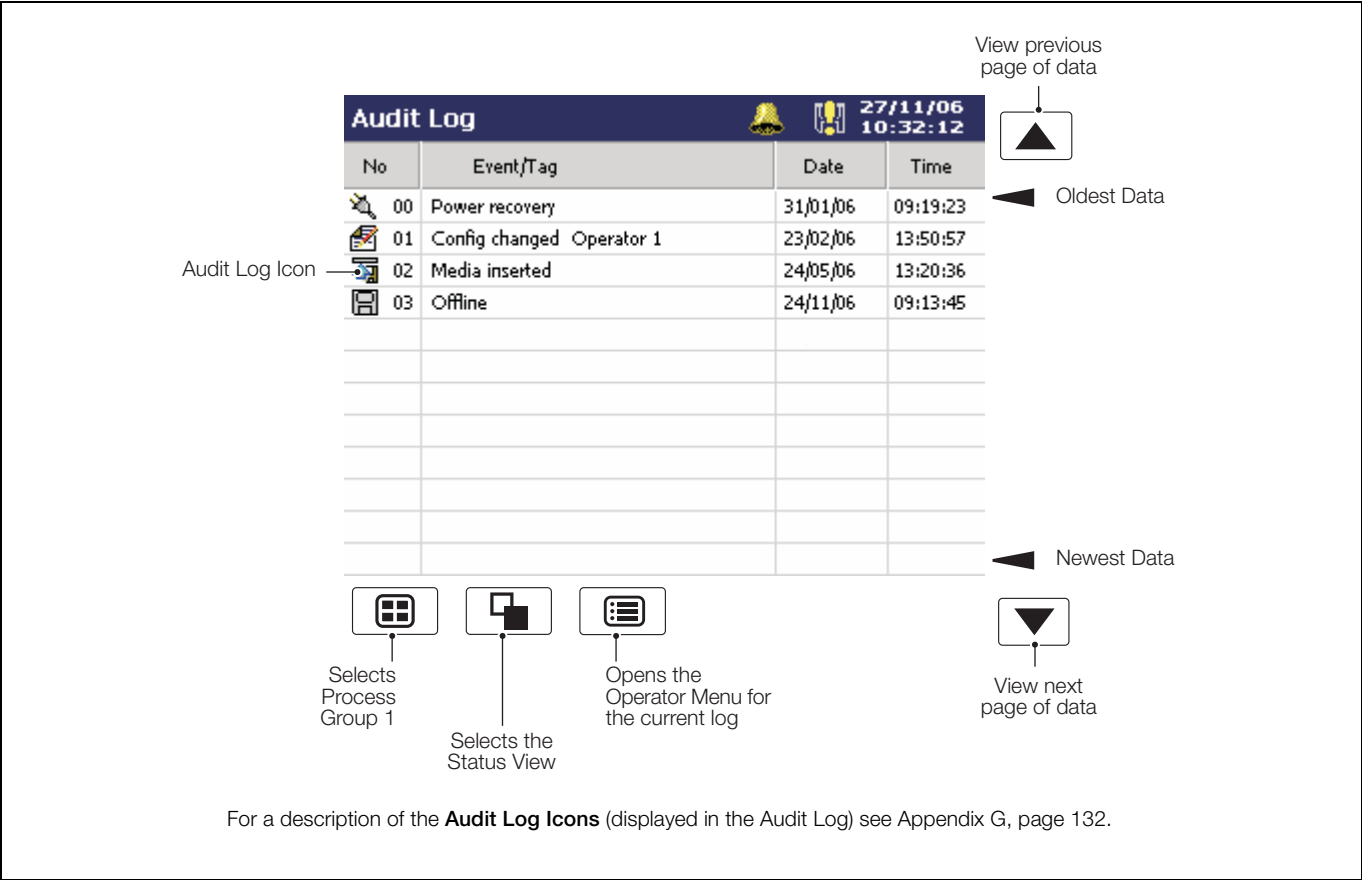 View previous
page of data
Audit Log
27/11/06
10:32:12
No Event/Tag Date Time
Oldest Data
00 Power recovery 31/01/06 09:19:23
01 Config changed Operator 1 23/02/06 13:50:57
Audit Log Icon
02 Media inserted 24/05/06 13:20:36
03 Offline 24/11/06 09:13:45
Newest Data
Selects
Process
Group 1
Selects the
Status View
Opens the
Operator Menu for
the current log
View next
page of data
For a description of the Audit Log Icons (displayed in the Audit Log) see Appendix G, page 132.